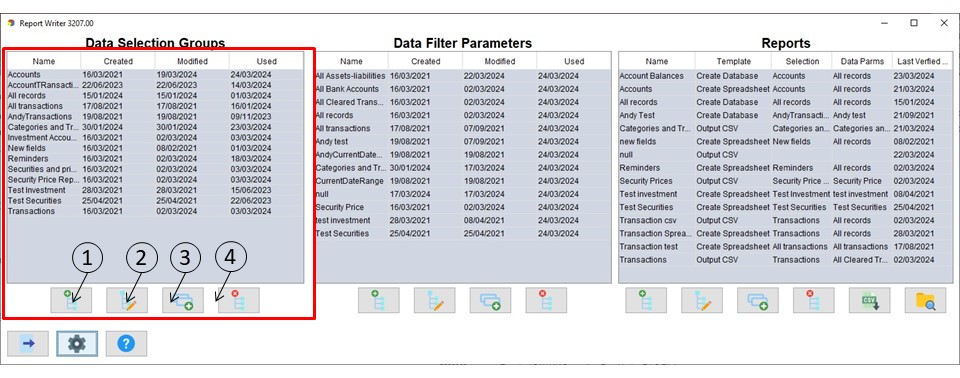 Report Writer 3207.00
Data Selection Groups
Name Created Modified Used
Accounts 16/03/2021 19/03/2024 24/03/2024
AccountTRansacti... 22/06/2023 22/06/2023 14/03/2024
All records 15/01/2024 15/01/2024 01/03/2024
All transactions 17/08/2021 17/08/2021 16/01/2024
AndyTransactions 19/08/2021 19/08/2021 09/11/2023
Categories and Tr... 30/01/2024 30/01/2024 23/03/2024
Investment Accou... 16/03/2021 02/03/2024 03/03/2024
New fields 16/03/2021 08/02/2021 01/03/2024
Reminders 16/03/2021 02/03/2024 18/03/2024
Securities and pri... 16/03/2021 02/03/2024 03/03/2024
Security Price Rep... 16/03/2021 02/03/2024 03/03/2024
Test Investment 28/03/2021 28/03/2021 15/06/2023
Test Securities 25/04/2021 25/04/2021 22/06/2023
Transactions 16/03/2021 02/03/2024 03/03/2024
1 2 3 4
Data Filter Parameters
Name Created Modified Used
All Assets-liabilities 16/03/2021 22/03/2024 24/03/2024
All Bank Accounts 16/03/2021 02/03/2024 24/03/2024
All Cleared Trans... 16/03/2021 02/03/2024 24/03/2024
All records 16/03/2021 02/03/2024 24/03/2024
All transactions 17/08/2021 07/09/2021 24/03/2024
Andy test 19/08/2021 07/09/2021 24/03/2024
AndyCurrentDate... 19/08/2021 19/08/2021 24/03/2024
Categories and Tr... 30/01/2024 17/03/2024 24/03/2024
CurrentDateRange 19/08/2021 19/08/2021 24/03/2024
null 17/03/2024 17/03/2024 24/03/2024
Security Price 16/03/2021 02/03/2024 24/03/2024
test investment 28/03/2021 08/04/2021 24/03/2024
Test Securities 25/04/2021 25/04/2021 24/03/2024
Reports
Name Template Selection Data Parms Last Verfied ...
Account Balances Create Database Accounts All records 23/03/2024
Accounts Create Spreadsheet Accounts All records 21/03/2024
All records Create Database All records All records 15/01/2024
Andy Test Create Database AndyTransacti... Andy test 21/09/2021
Categories and Tr... Output CSV Categories an... Categories an... 21/03/2024
new fields Create Spreadsheet New fields All records 08/02/2021
null Output CSV 22/03/2024
Reminders Create Spreadsheet Reminders All records 02/03/2024
Security Prices Output CSV Security Price ... Security Price 02/03/2024
Test investment Create Spreadsheet Test Investment test investment 08/04/2021
Test Securities Create Spreadsheet Test Securities Test Securities 25/04/2021
Transaction csv Output CSV Transactions All records 02/03/2024
Transaction Sprea... Create Spreadsheet Transactions All records 02/03/2024
Transaction test Create Spreadsheet All transactions All transactions 17/08/2021
Transactions Create Database Transactions All Cleared Tr... 02/03/2024
CSV
?